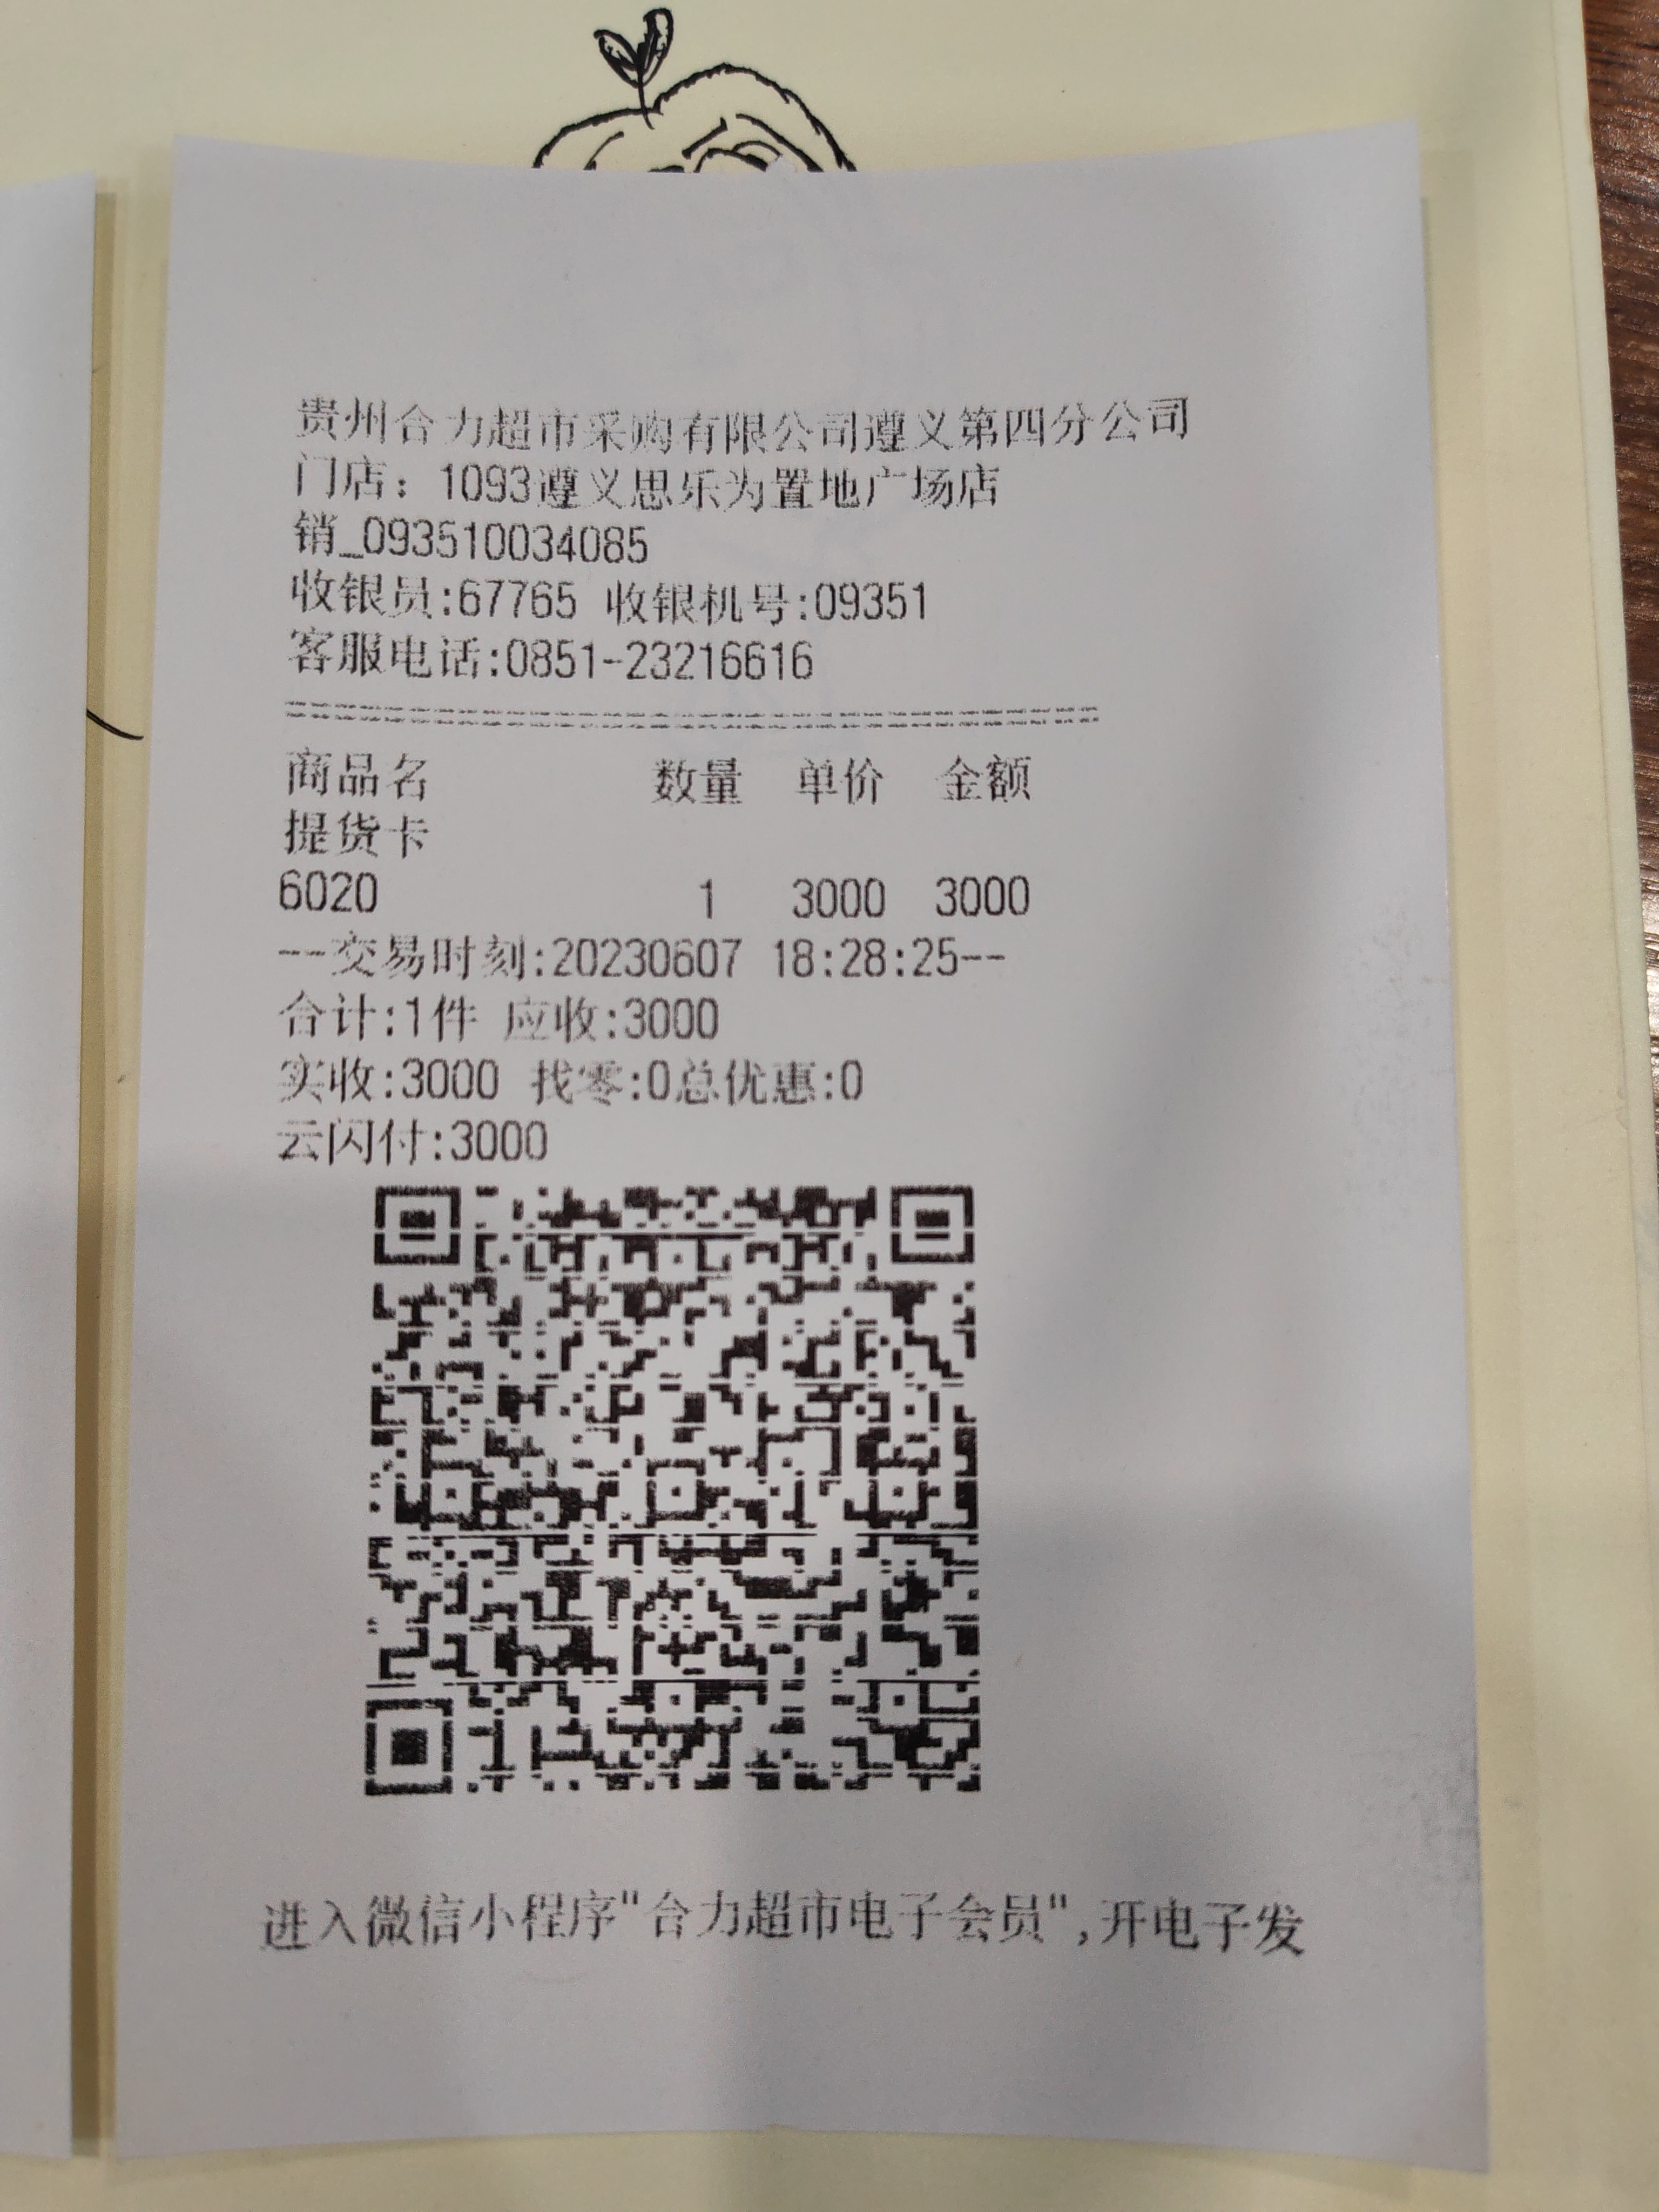 贵州合力超市采购有限公司遵义第四分公司
门店：1093遵义思乐为置地广场店
销_093510034085
收银员:67765 收银机号:09351
客服电话:0851-23216616
================================
商品名 数量 单价 金额
提货卡
6020 1 3000 3000
--交易时刻:20230607 18:28:25--
合计:1件 应收:3000
实收:3000 找零:0总优惠:0
云闪付:3000
进入微信小程序"合力超市电子会员",开电子发